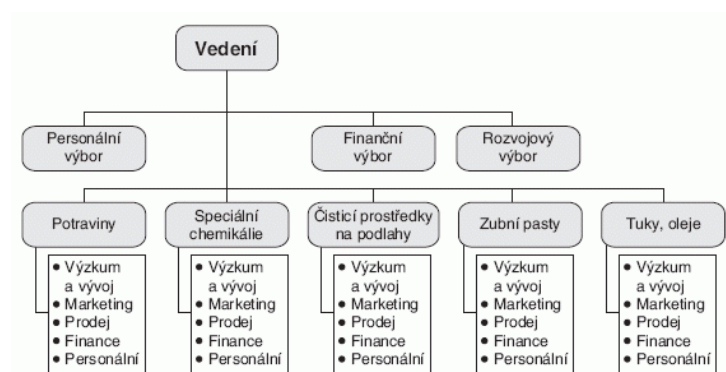 Vedení
Personální
výbor
Finanční
výbor
Rozvojový
výbor
Potraviny
Speciální
chemikálie
Čisticí prostředky
na podlahy
Zubní pasty
Tuky, oleje
• Výzkum
a vývoj
• Marketing
• Prodej
• Finance
• Personální
• Výzkum
a vývoj
• Marketing
• Prodej
• Finance
• Personální
• Výzkum
a vývoj
• Marketing
• Prodej
• Finance
• Personální
• Výzkum
a vývoj
• Marketing
• Prodej
• Finance
• Personální
• Výzkum
a vývoj
• Marketing
• Prodej
• Finance
• Personální